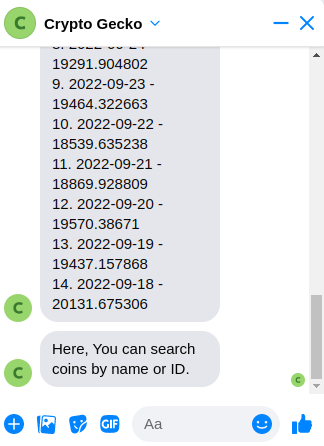 C
Crypto Gecko
19291.904802
9. 2022-09-23 -
19464.322663
10. 2022-09-22 -
18539.635238
11. 2022-09-21 -
18869.928809
12. 2022-09-20 -
19570.38671
13. 2022-09-19 -
19437.157868
14. 2022-09-18 -
20131.675306
C
Here, You can search
coins by name or ID.
C
C
GIF
Aa